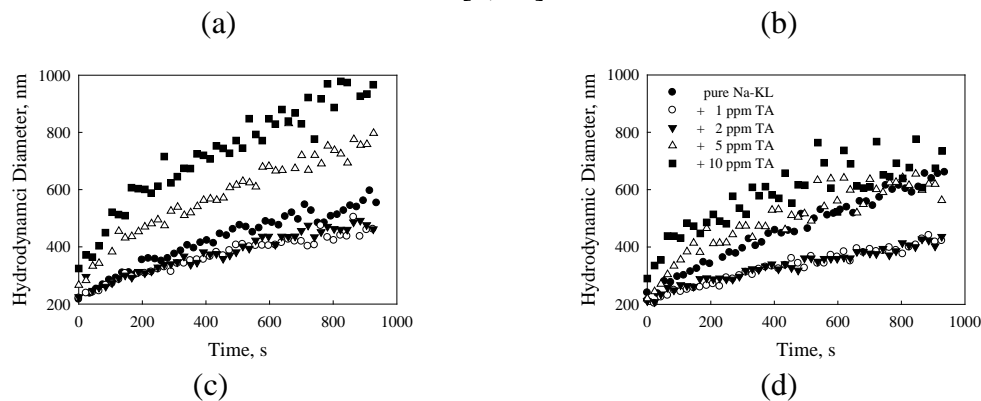 (a)
(b)
Hydrodynamci Diameter, nm
1000
800
600
400
200
0 200 400 600 800 1000
Time, s
(c)
Hydrodynamic Diameter, nm
1000
800
600
400
200
pure Na-KL
+ 1 ppm TA
+ 2 ppm TA
+ 5 ppm TA
+ 10 ppm TA
0 200 400 600 800 1000
Time, s
(d)